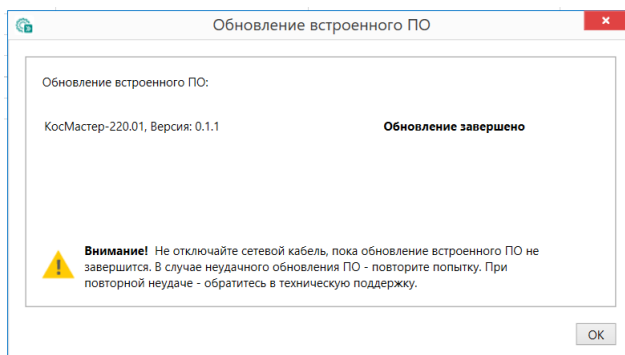 Обновление встроенного ПО
Обновление встроенного ПО:
КосМастер-220.01, Версия: 0.1.1 Обновление завершено
Внимание! Не отключайте сетевой кабель, пока обновление встроенного ПО не
завершится. В случае неудачного обновления ПО - повторите попытку. При
повторной неудаче - обратитесь в техническую поддержку.
OK